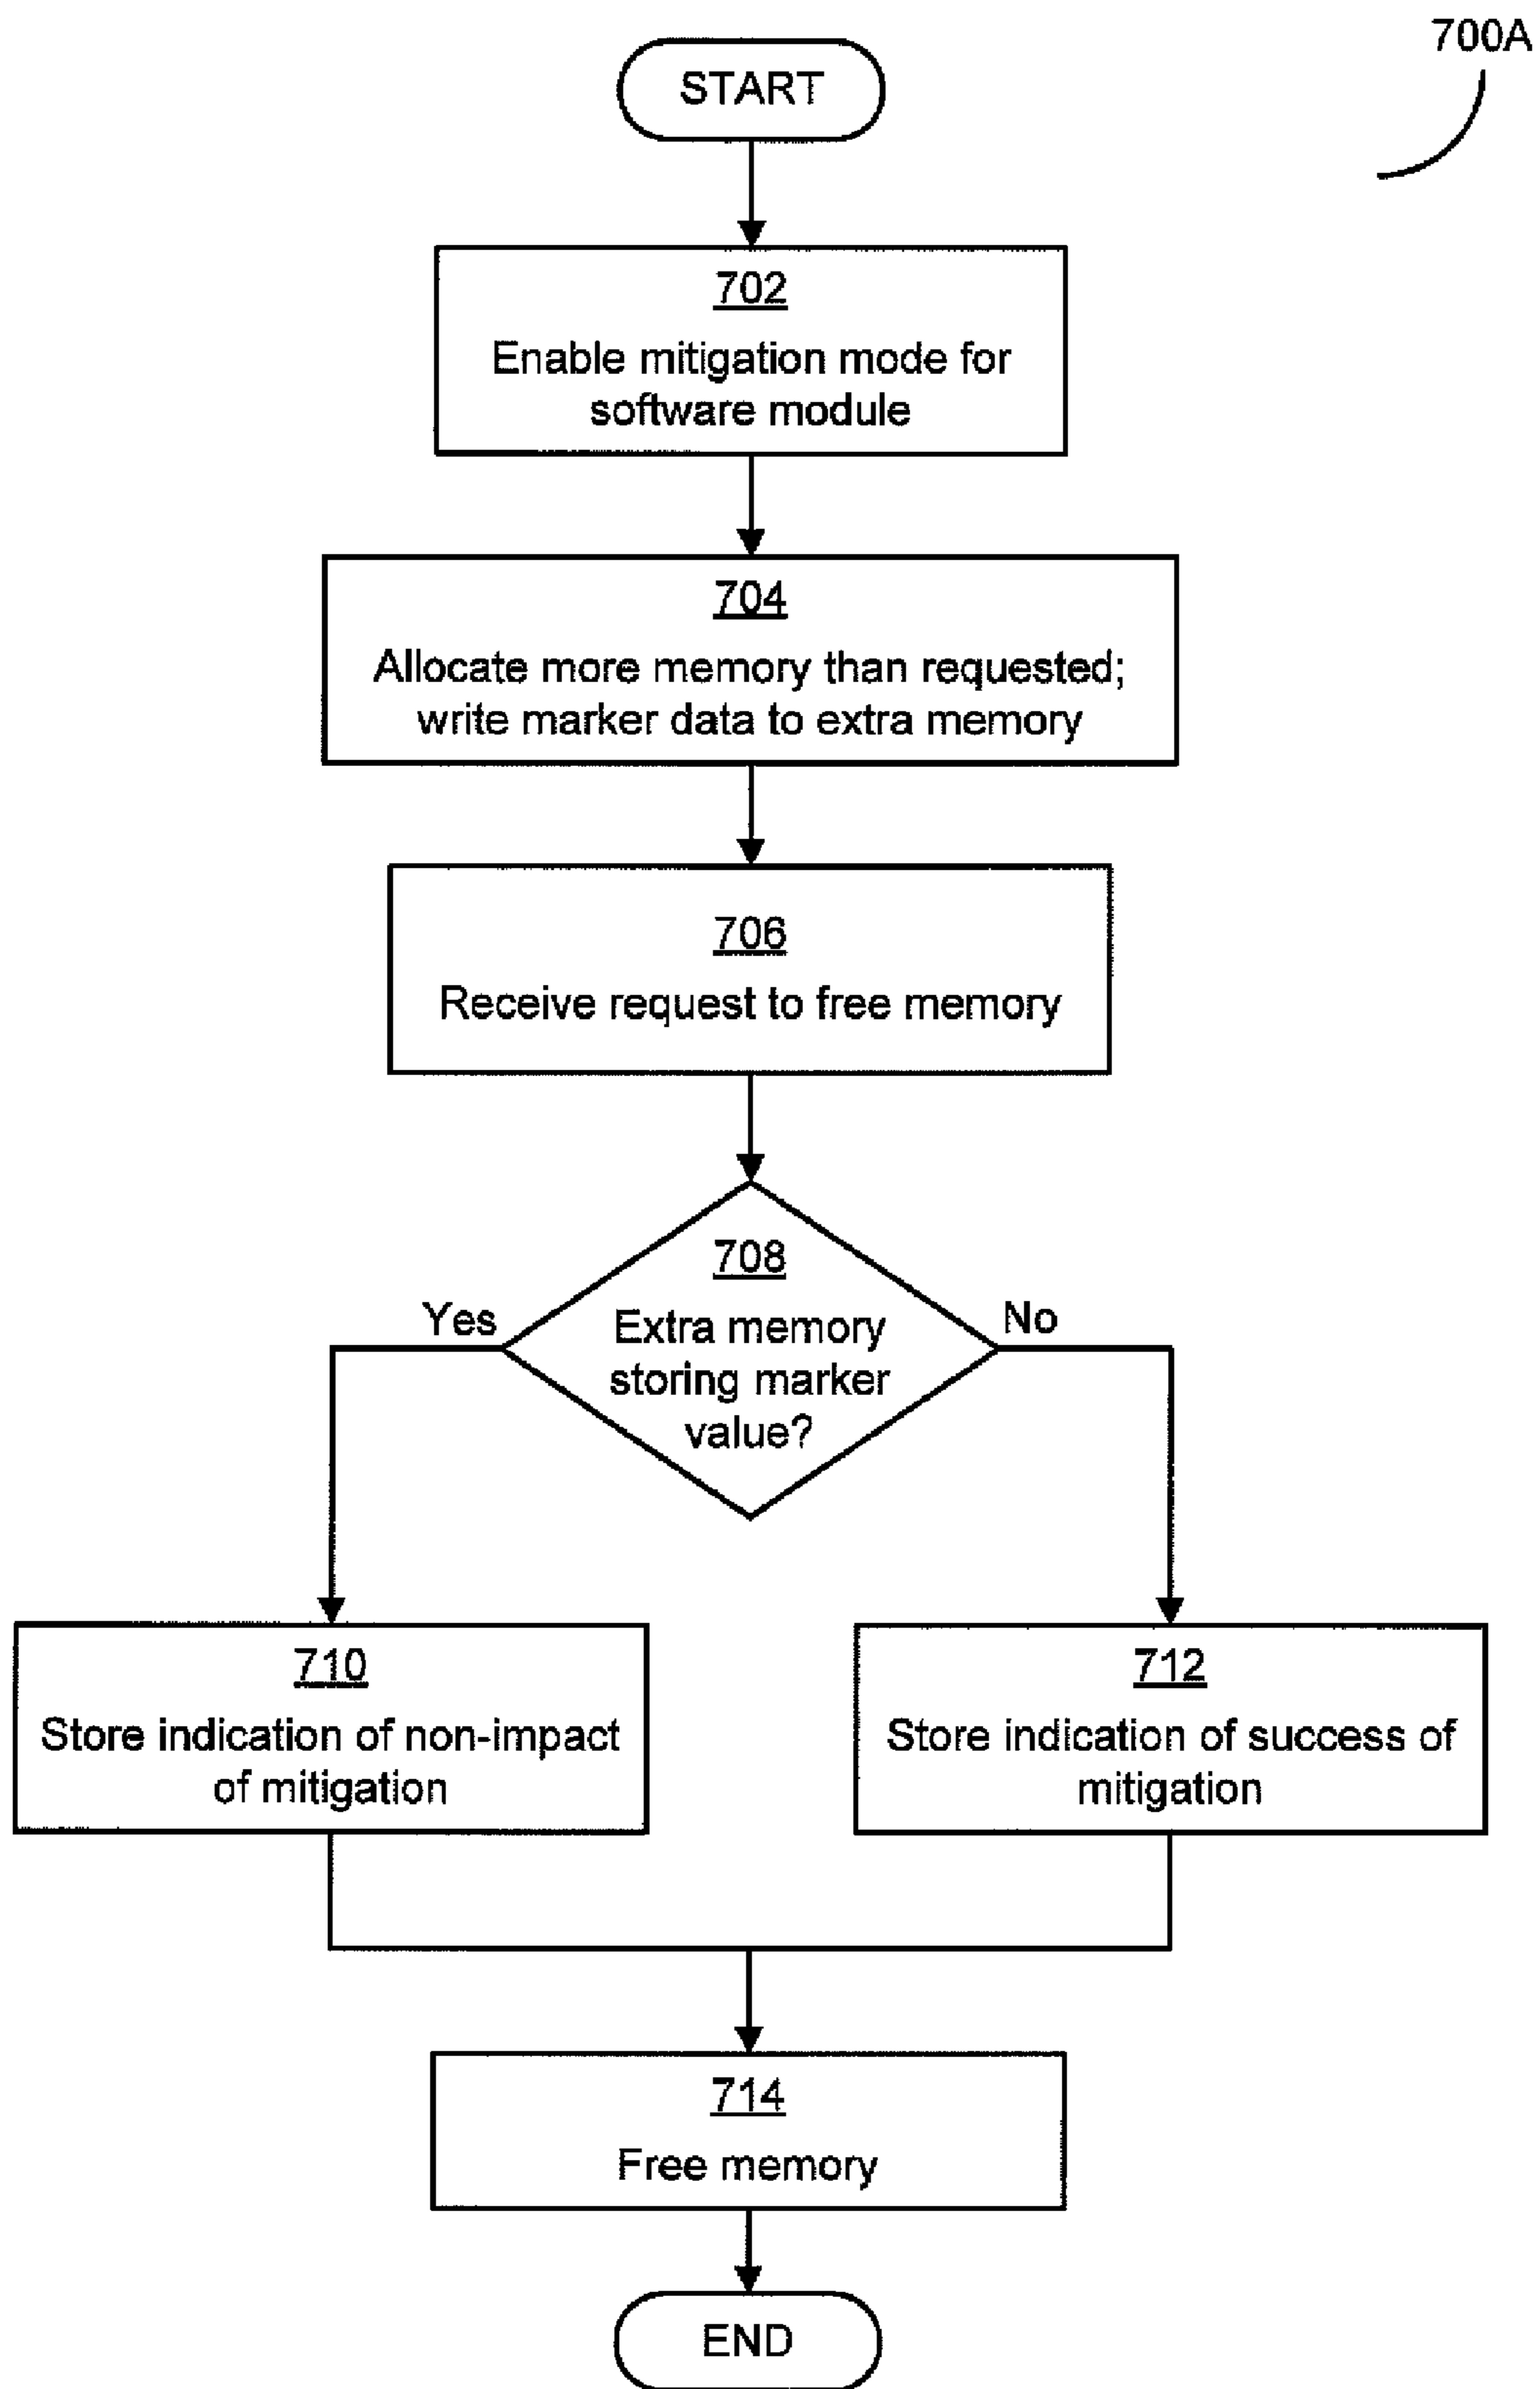 700A
START
702
Enable mitigation mode for
software module
704
Allocate more memory than requested;
write marker data to extra memory
706
Receive request to free memory
708
Extra memory
storing marker
value?
Yes
No
710
Store indication of non-impact
of mitigation
712
Store indication of success of
mitigation
714
Free memory
END